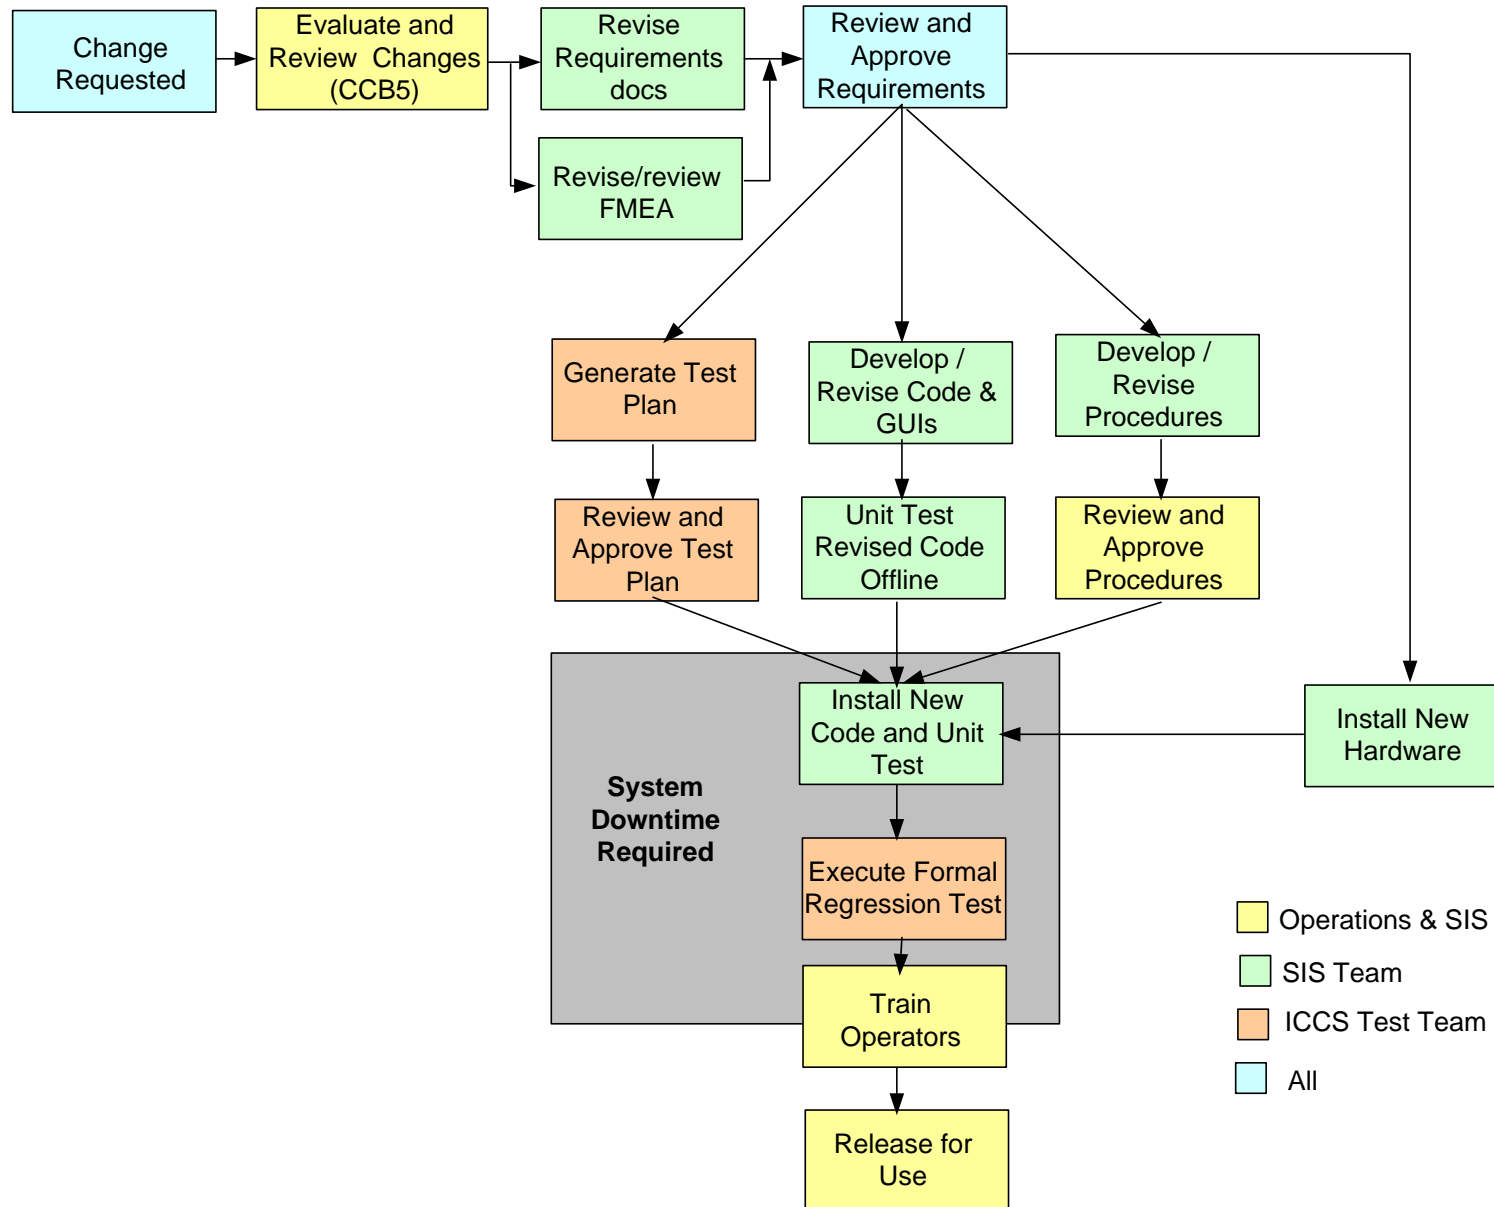 Change
Requested
Evaluate and
Review Changes
(CCB5)
Revise
Requirements
docs
Review and
Approve
Requirements
Revise/review
FMEA
Generate Test
Plan
Develop /
Revise Code &
GUIs
Develop /
Revise
Procedures
Review and
Approve Test
Plan
Unit Test
Revised Code
Offline
Review and
Approve
Procedures
Install New
Code and Unit
Test
Install New
Hardware
System
Downtime
Required
Execute Formal
Regression Test
Train
Operators
Release for
Use
Operations & SIS
SIS Team
ICCS Test Team
All